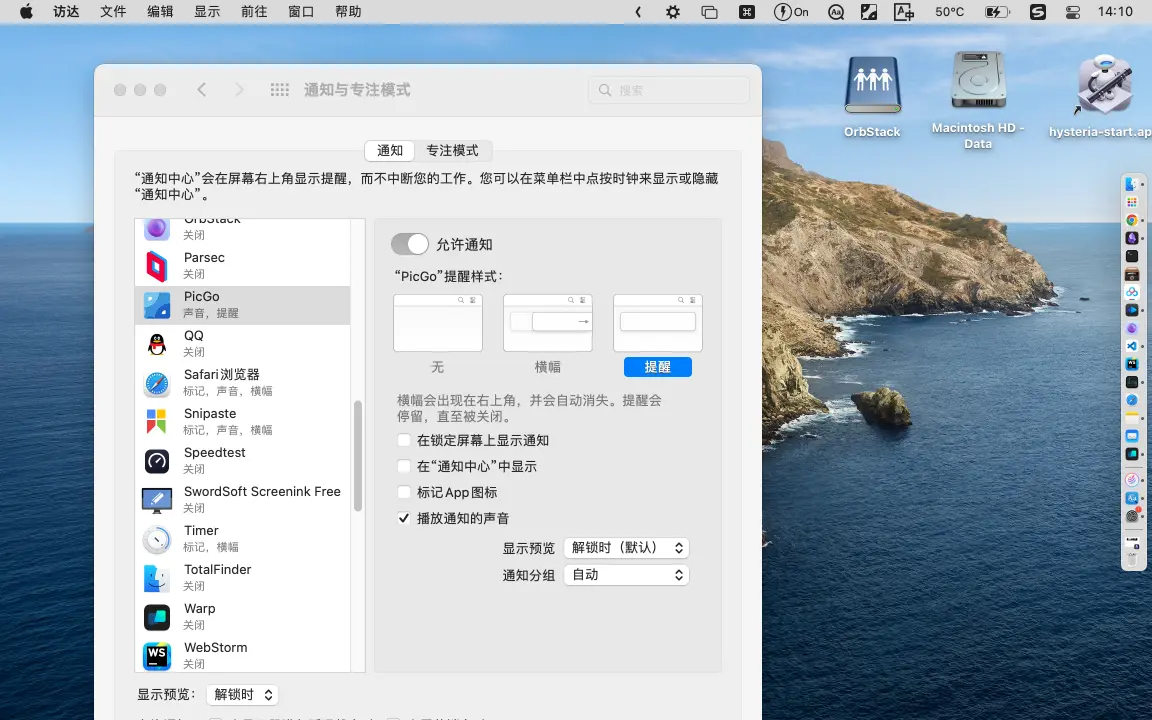 访达 文件 编辑 显示 前往 窗口 帮助
On 50°C 14:10
通知与专注模式
搜索
通知 专注模式
“通知中心”会在屏幕右上角显示提醒，而不中断您的工作。您可以在菜单栏中点按时钟来显示或隐藏
“通知中心”。
OrbStack
关闭
Parsec
关闭
PicGo
声音，提醒
QQ
关闭
Safari 浏览器
标记，声音，横幅
Snipaste
标记，声音，横幅
Speedtest
关闭
SwordSoft Screenink Free
关闭
Timer
标记，横幅
TotalFinder
关闭
Warp
关闭
WebStorm
关闭
允许通知
“PicGo”提醒样式：
无 横幅 提醒
横幅会出现在右上角，并会自动消失。提醒会
停留，直至被关闭。
在锁定屏幕上显示通知
在“通知中心”中显示
标记 App 图标
播放通知的声音
显示预览 解锁时（默认）
通知分组 自动
显示预览： 解锁时
OrbStack
Macintosh HD -
Data
hysteria-start.ap